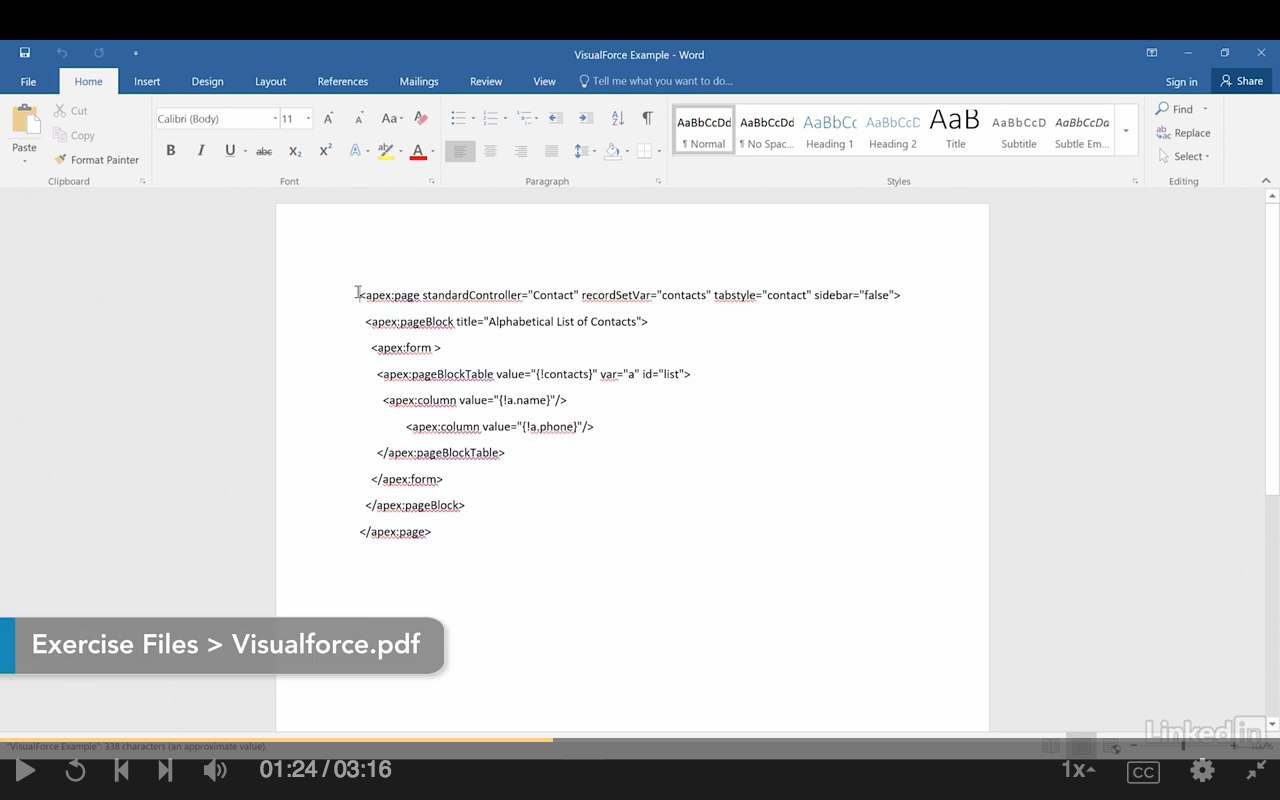 VisualForce Example - Word
File Home Insert Design Layout References Mailings Review View Tell me what you want to do... Sign in Share
Paste
Cut
Copy
Format Painter
Clipboard
Calibri (Body) 11
Font
Paragraph
AaBbCcDd AaBbCcDd AaBbCc AaBbCcD AaB AaBbCcD AaBbCcDa
¶ Normal ¶ No Spac... Heading 1 Heading 2 Title Subtitle Subtle Em...
Styles
Find
Replace
Select
Editing
<apex:page standardController="Contact" recordSetVar="contacts" tabstyle="contact" sidebar="false">
<apex:pageBlock title="Alphabetical List of Contacts">
<apex:form >
<apex:pageBlockTable value="{!contacts}" var="a" id="list">
<apex:column value="{!a.name}"/>
<apex:column value="{!a.phone}"/>
</apex:pageBlockTable>
</apex:form>
</apex:pageBlock>
</apex:page>
Exercise Files > Visualforce.pdf
LinkedIn
"VisualForce Example": 338 characters (an approximate value). 100%
01:24 / 03:16 1x CC